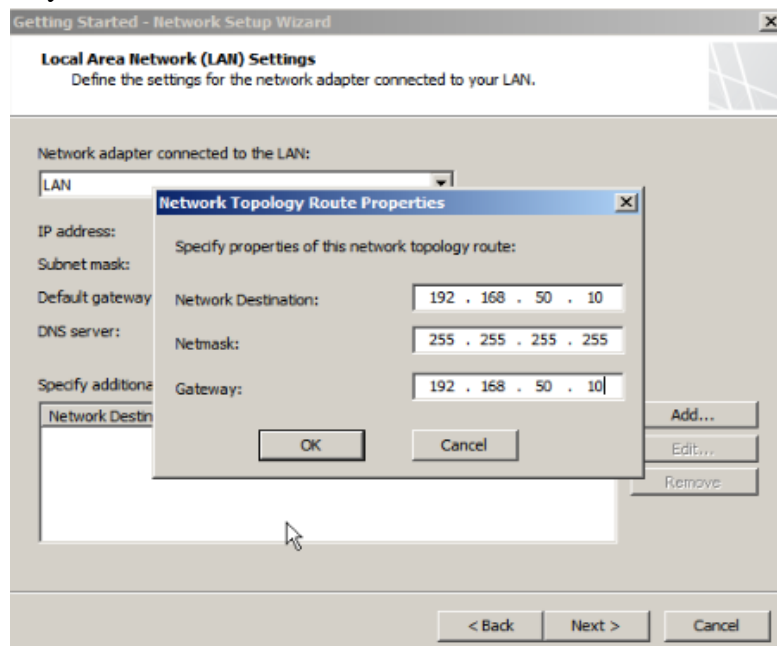 Getting Started - Network Setup Wizard
Local Area Network (LAN) Settings
Define the settings for the network adapter connected to your LAN.
Network adapter connected to the LAN:
LAN
Network Topology Route Properties
IP address:
Specify properties of this network topology route:
Subnet mask:
Default gateway
Network Destination: 192 . 168 . 50 . 10
DNS server:
Netmask: 255 . 255 . 255 . 255
Specify additiona
Gateway: 192 . 168 . 50 . 10
Network Destin
Add...
OK Cancel
Edit...
Remove
< Back Next > Cancel